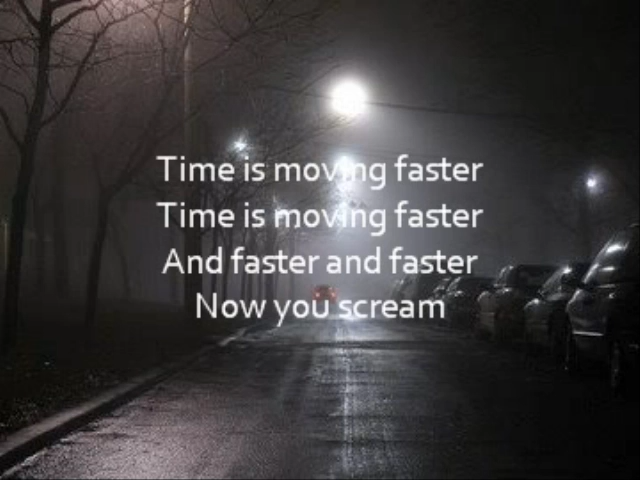 Time is moving faster
Time is moving faster
And faster and faster
Now you scream